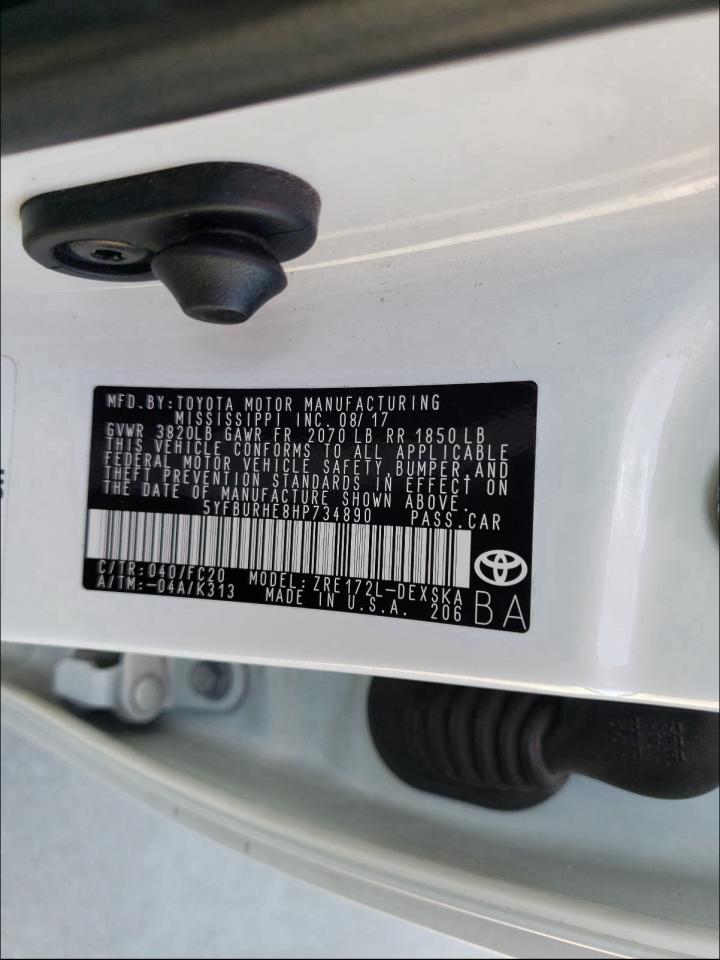 MFD.BY:TOYOTA MOTOR MANUFACTURING
MISSISSIPPI INC. 08/17
GVWR 3820LB GAWR FR 2070 LB RR 1850 LB
THIS VEHICLE CONFORMS TO ALL APPLICABLE
FEDERAL MOTOR VEHICLE SAFETY, BUMPER AND
THEFT PREVENTION STANDARDS IN EFFECT ON
THE DATE OF MANUFACTURE SHOWN ABOVE.
5YFBURHE8HP734890 PASS.CAR
C/TR:040/FC20 MODEL: ZRE172L-DEXSKA
A/TM:-04A/K313 MADE IN U.S.A. 206
BA